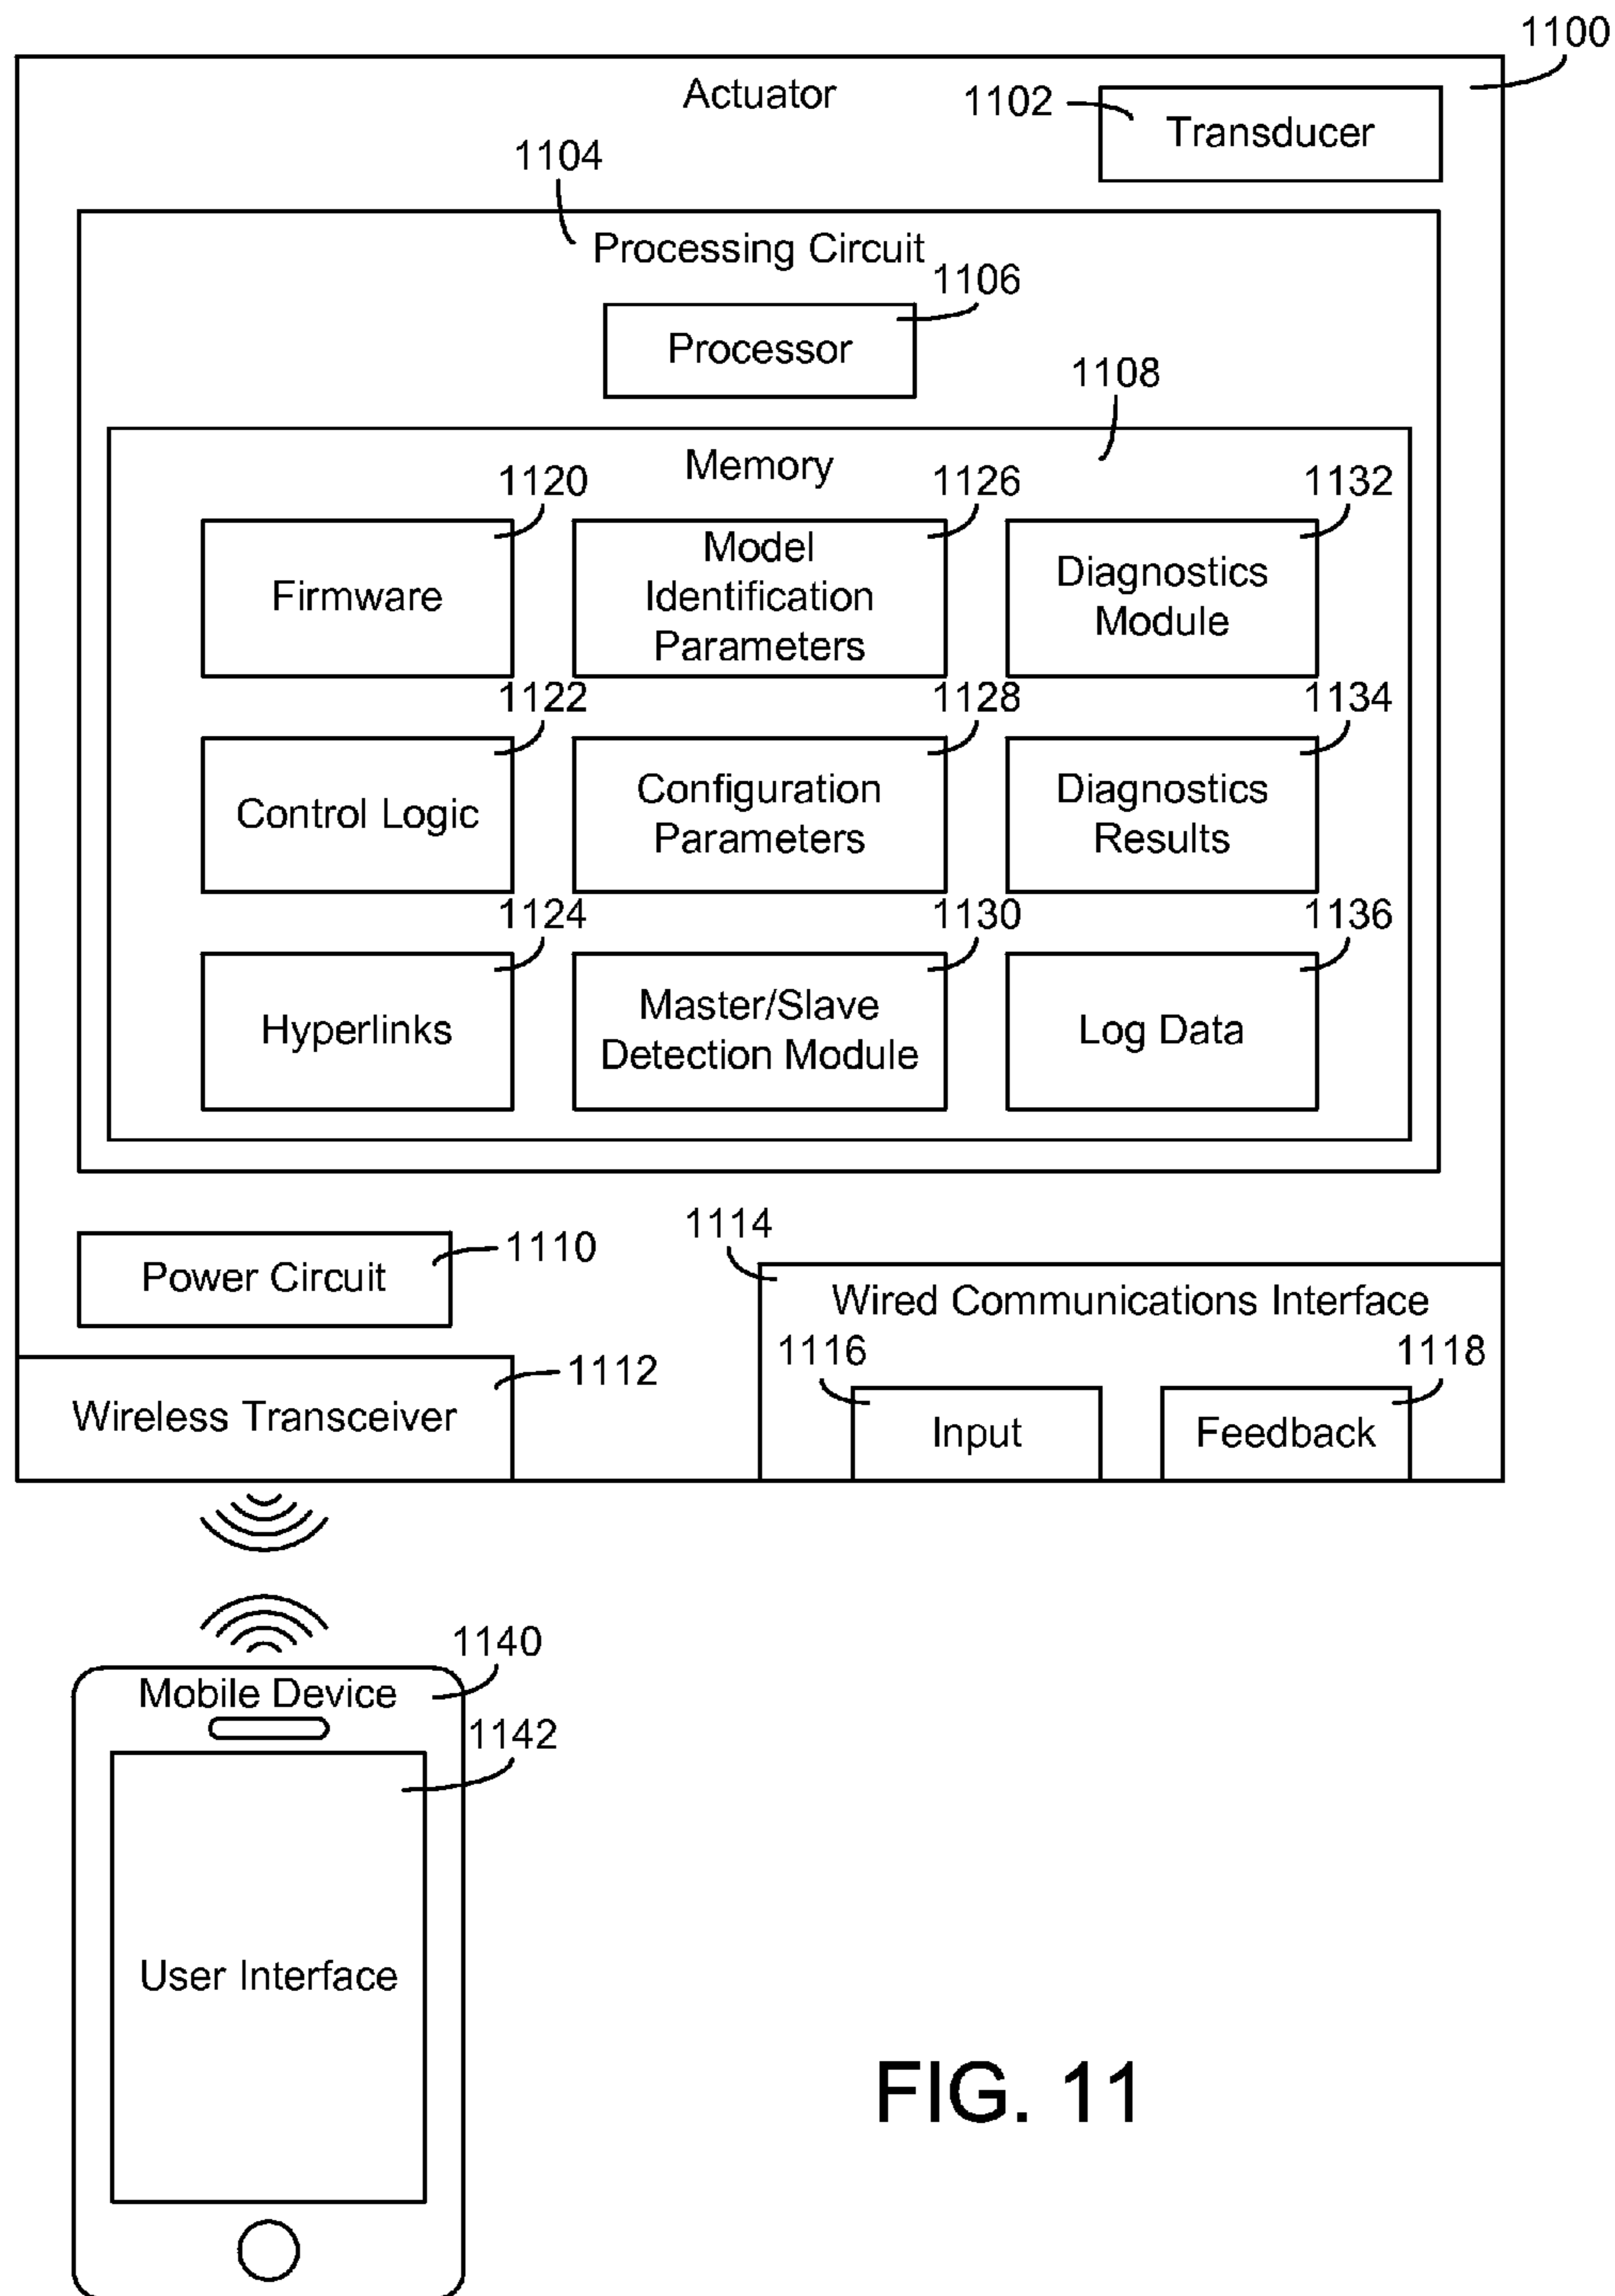 1100
Actuator
1102
Transducer
1104
Processing Circuit
1106
Processor
1108
Memory
1120
1126
1132
Firmware
Model
Identification
Parameters
Diagnostics
Module
1122
1128
1134
Control Logic
Configuration
Parameters
Diagnostics
Results
1124
1130
1136
Hyperlinks
Master/Slave
Detection Module
Log Data
1110
Power Circuit
1114
Wired Communications Interface
1112
Wireless Transceiver
1116
1118
Input
Feedback
1140
Mobile Device
1142
User Interface
FIG. 11